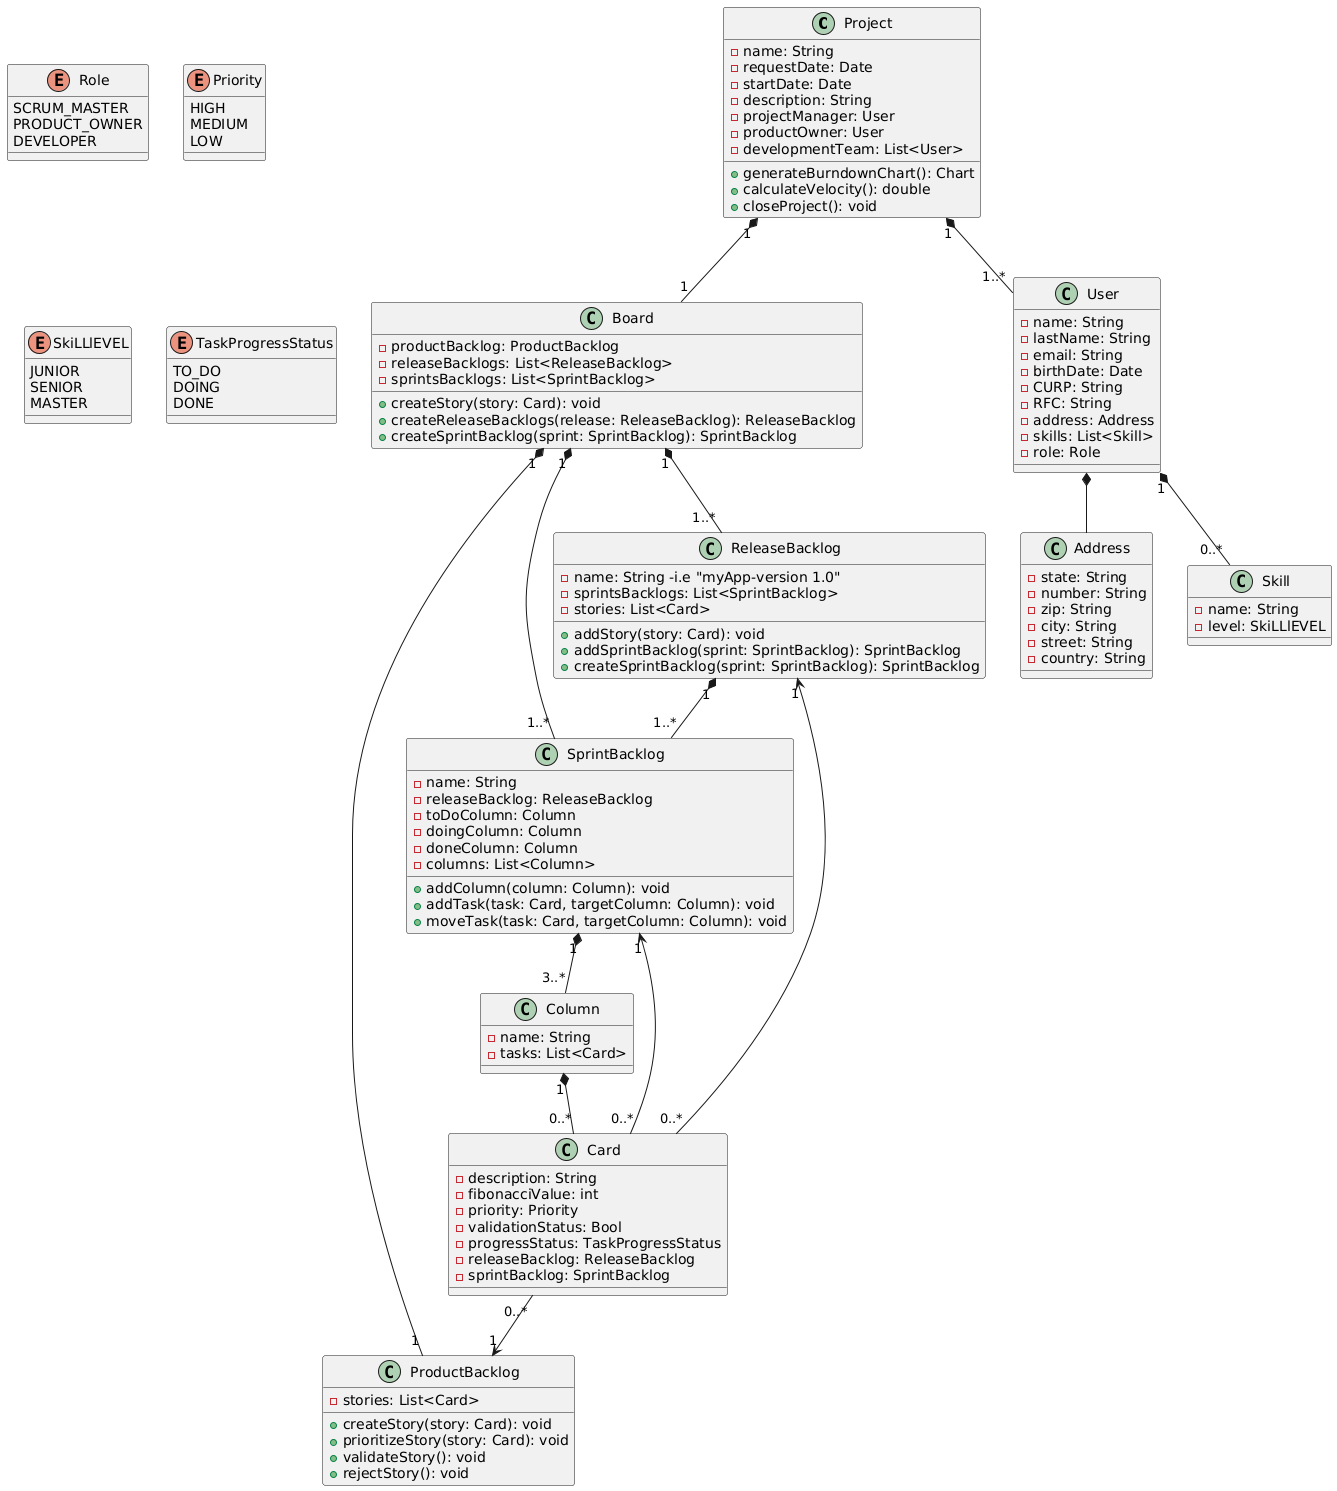 Project
name: String
requestDate: Date
startDate: Date
description: String
projectManager: User
productOwner: User
developmentTeam: List<User>
generateBurndownChart(): Chart
calculateVelocity(): double
closeProject(): void
Role
SCRUM_MASTER
PRODUCT_OWNER
DEVELOPER
Priority
HIGH
MEDIUM
LOW
1
1
1
1..*
SkiLLlEVEL
JUNIOR
SENIOR
MASTER
TaskProgressStatus
TO_DO
DOING
DONE
Board
productBacklog: ProductBacklog
releaseBacklogs: List<ReleaseBacklog>
sprintsBacklogs: List<SprintBacklog>
createStory(story: Card): void
createReleaseBacklogs(release: ReleaseBacklog): ReleaseBacklog
createSprintBacklog(sprint: SprintBacklog): SprintBacklog
User
name: String
lastName: String
email: String
birthDate: Date
CURP: String
RFC: String
address: Address
skills: List<Skill>
role: Role
1
1
1
1
1..*
0..*
ReleaseBacklog
name: String -i.e "myApp-version 1.0"
sprintsBacklogs: List<SprintBacklog>
stories: List<Card>
addStory(story: Card): void
addSprintBacklog(sprint: SprintBacklog): SprintBacklog
createSprintBacklog(sprint: SprintBacklog): SprintBacklog
Address
state: String
number: String
zip: String
city: String
street: String
country: String
Skill
name: String
level: SkiLLlEVEL
1
1
1..*
1..*
SprintBacklog
name: String
releaseBacklog: ReleaseBacklog
toDoColumn: Column
doingColumn: Column
doneColumn: Column
columns: List<Column>
addColumn(column: Column): void
addTask(task: Card, targetColumn: Column): void
moveTask(task: Card, targetColumn: Column): void
1
1
3..*
Column
name: String
tasks: List<Card>
1
0..*
0..*
0..*
Card
description: String
fibonacciValue: int
priority: Priority
validationStatus: Bool
progressStatus: TaskProgressStatus
releaseBacklog: ReleaseBacklog
sprintBacklog: SprintBacklog
0..*
1
1
ProductBacklog
stories: List<Card>
createStory(story: Card): void
prioritizeStory(story: Card): void
validateStory(): void
rejectStory(): void